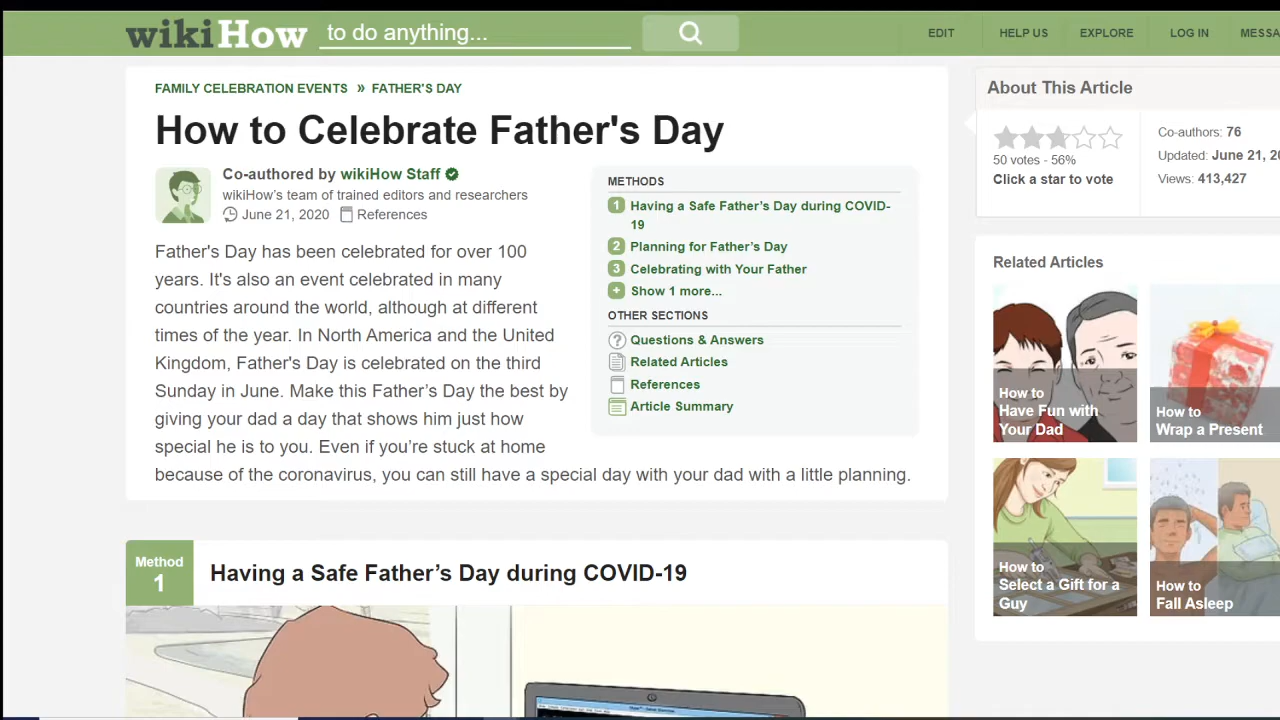 wikiHow to do anything...
EDIT HELP US EXPLORE LOG IN MESSA
FAMILY CELEBRATION EVENTS » FATHER'S DAY
How to Celebrate Father's Day
Co-authored by wikiHow Staff
wikiHow's team of trained editors and researchers
June 21, 2020 References
Father's Day has been celebrated for over 100
years. It's also an event celebrated in many
countries around the world, although at different
times of the year. In North America and the United
Kingdom, Father's Day is celebrated on the third
Sunday in June. Make this Father’s Day the best by
giving your dad a day that shows him just how
special he is to you. Even if you’re stuck at home
because of the coronavirus, you can still have a special day with your dad with a little planning.
METHODS
1 Having a Safe Father’s Day during COVID-
19
2 Planning for Father’s Day
3 Celebrating with Your Father
+ Show 1 more...
OTHER SECTIONS
? Questions & Answers
Related Articles
References
Article Summary
Method
1
Having a Safe Father’s Day during COVID-19
About This Article
50 votes - 56%
Click a star to vote
Co-authors: 76
Updated: June 21, 20
Views: 413,427
Related Articles
How to
Have Fun with
Your Dad
How to
Wrap a Present
How to
Select a Gift for a
Guy
How to
Fall Asleep